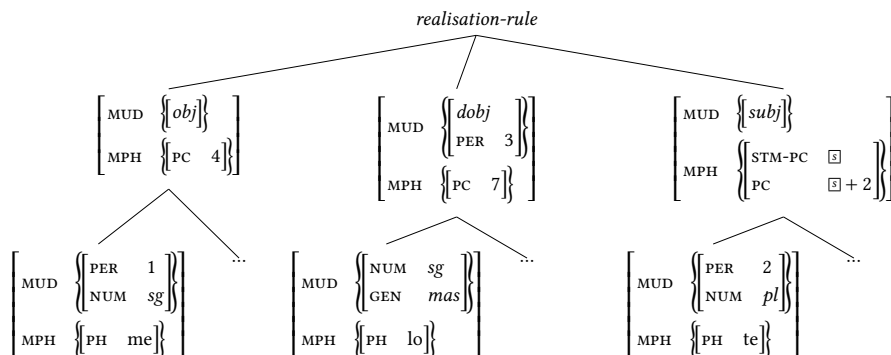 realisation-rule
MUD {[obj]}
MPH {[PC 4]}
MUD {[dobj
PER 3]}
MPH {[PC 7]}
MUD {[subj]}
MPH {[STM-PC s
PC s + 2]}
MUD {[PER 1
NUM sg]}
MPH {[PH me]}
...
MUD {[NUM sg
GEN mas]}
MPH {[PH lo]}
...
MUD {[PER 2
NUM pl]}
MPH {[PH te]}
...